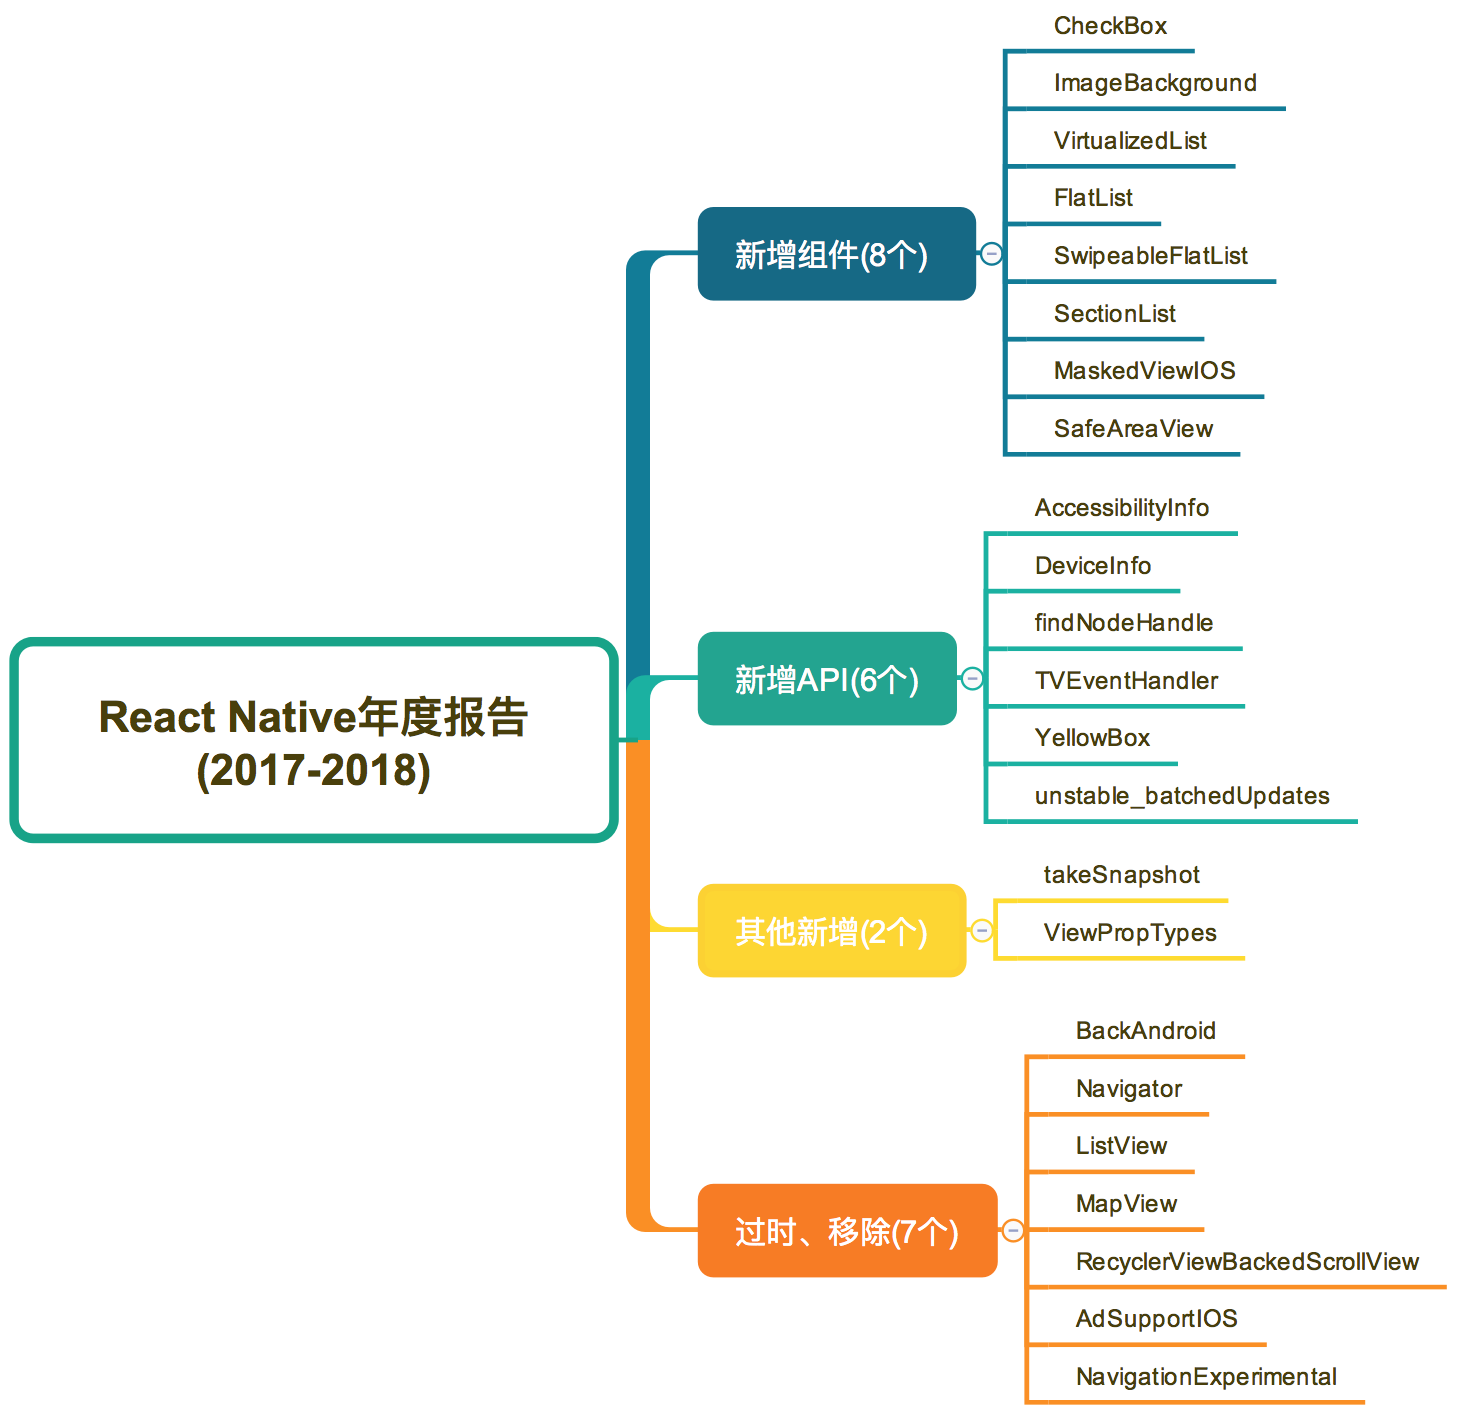 React Native年度报告
(2017-2018)
新增组件(8个)
CheckBox
ImageBackground
VirtualizedList
FlatList
SwipeableFlatList
SectionList
MaskedViewIOS
SafeAreaView
新增API(6个)
AccessibilityInfo
DeviceInfo
findNodeHandle
TVEventHandler
YellowBox
unstable_batchedUpdates
其他新增(2个)
takeSnapshot
ViewPropTypes
过时、移除(7个)
BackAndroid
Navigator
ListView
MapView
RecyclerViewBackedScrollView
AdSupportIOS
NavigationExperimental